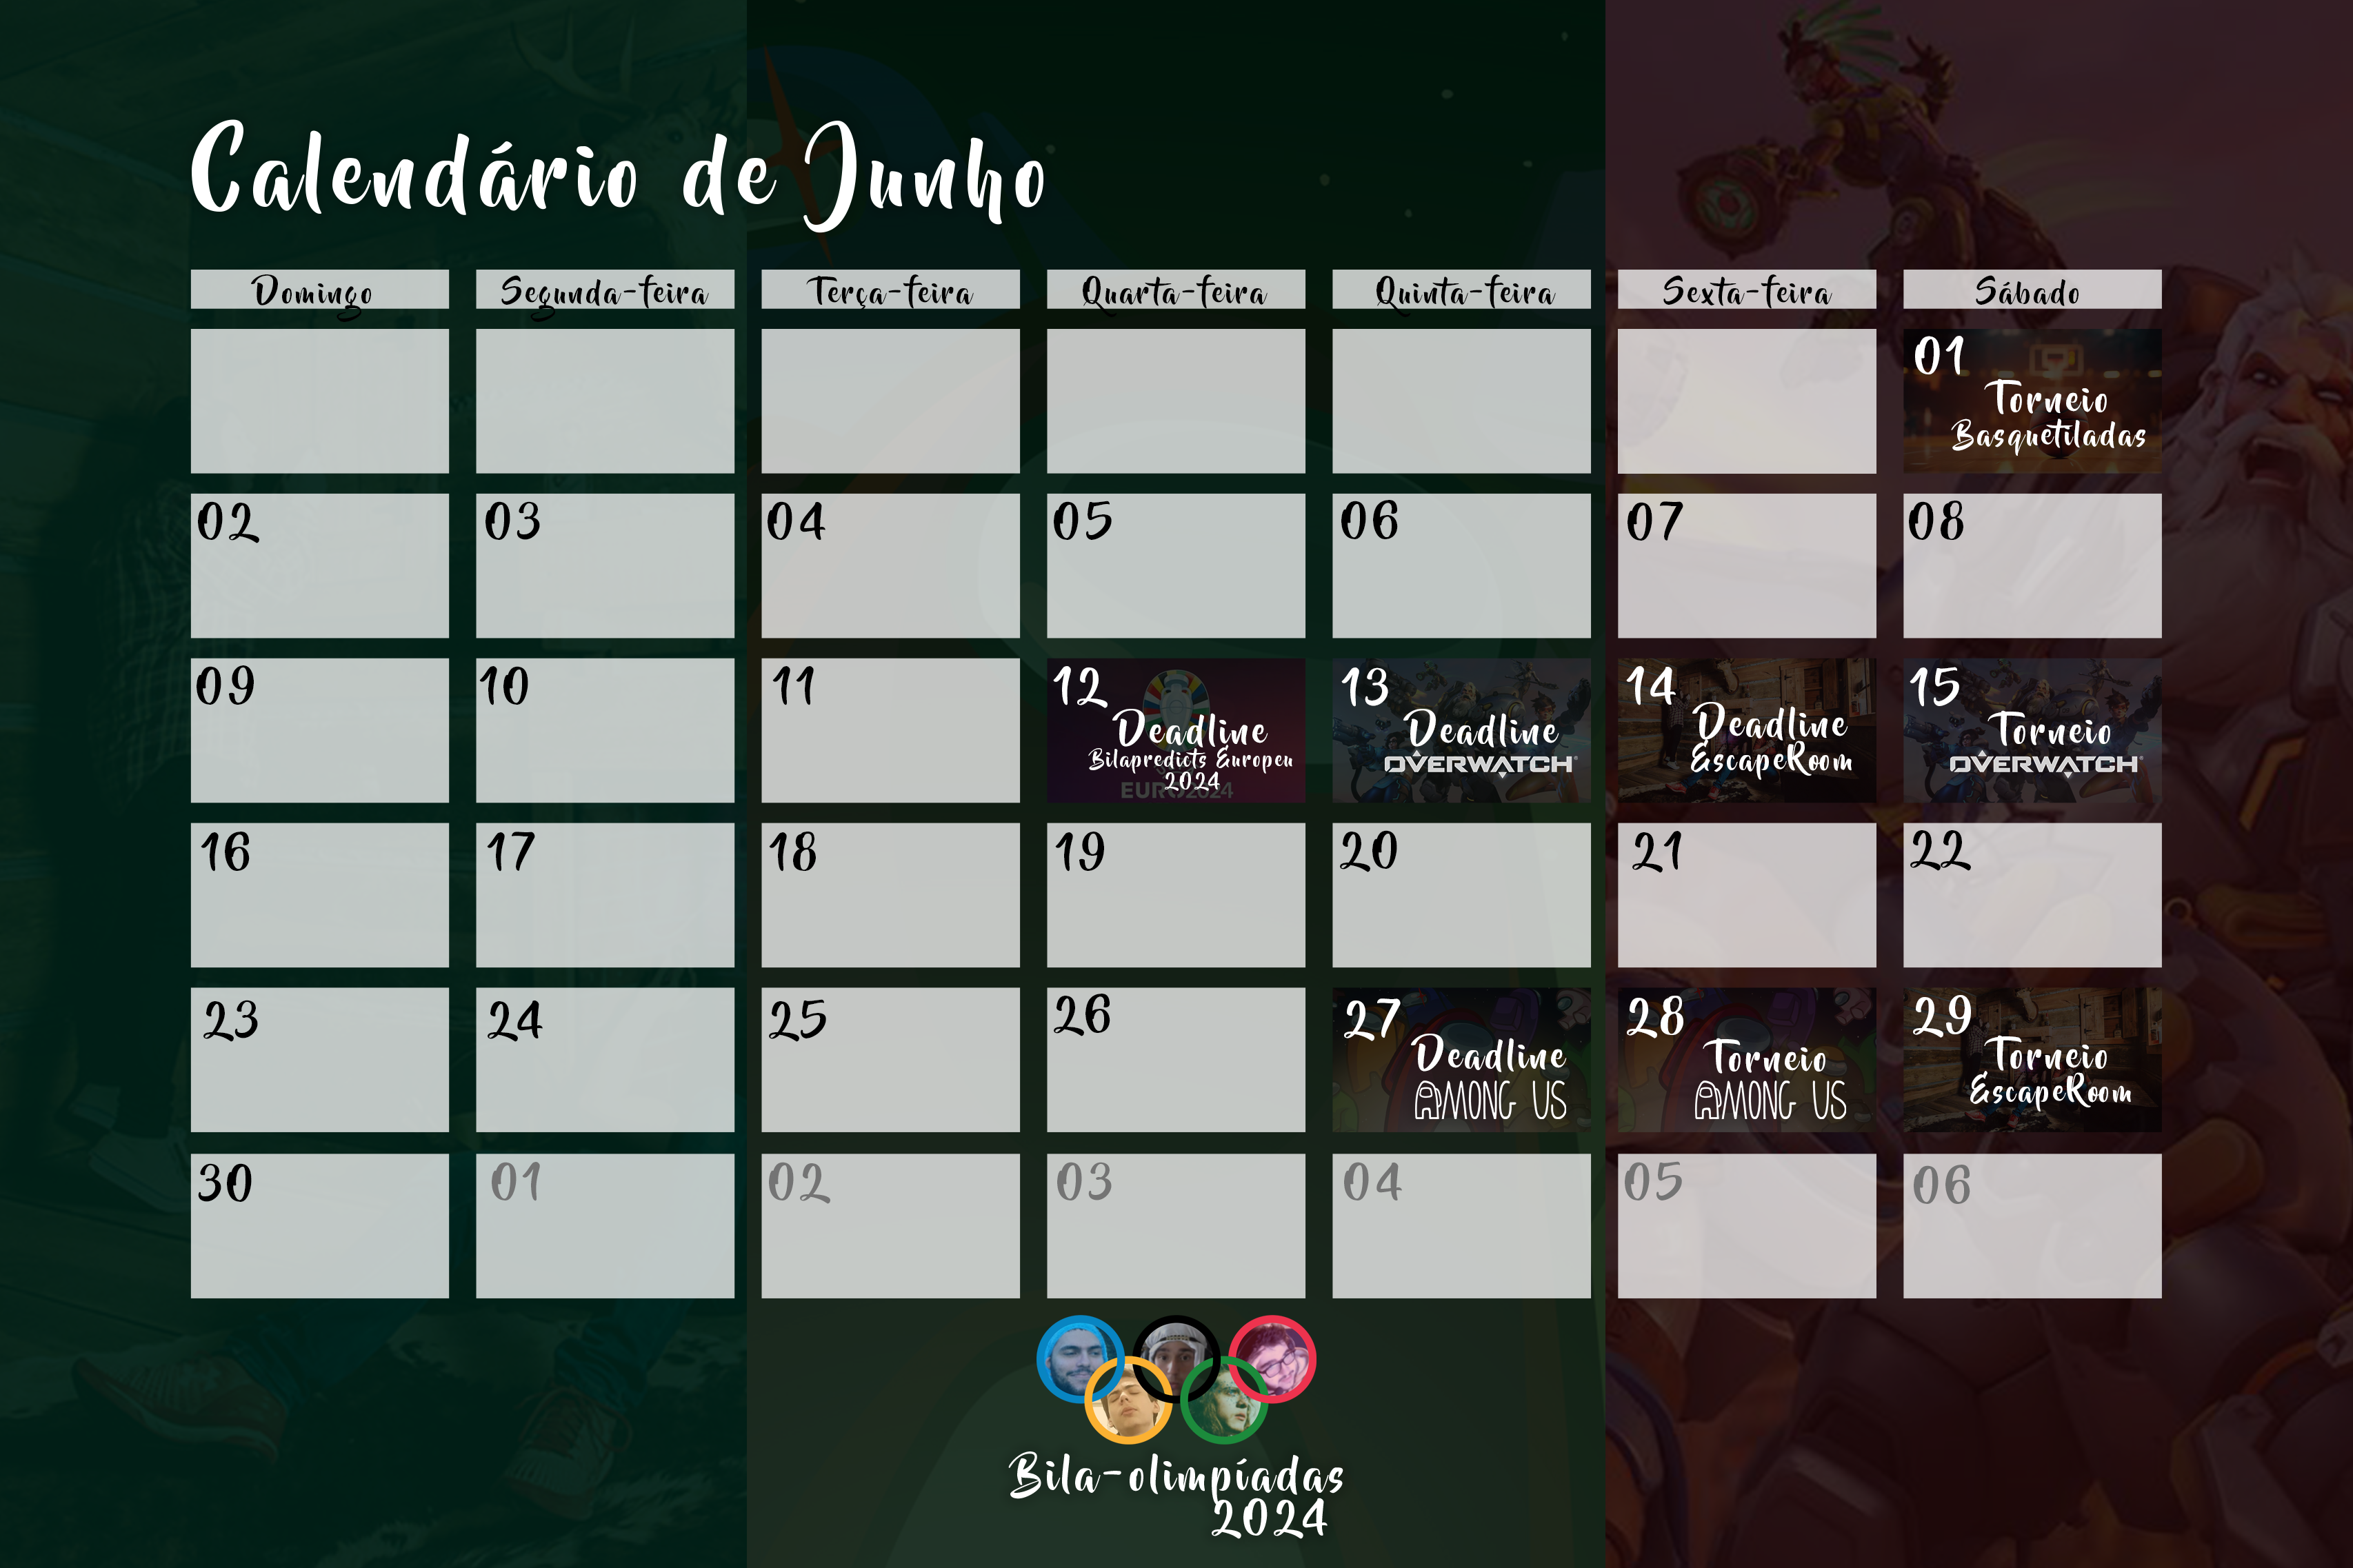 Calendário de Junho
Domingo
Segunda-feira
Terça-feira
Quarta-feira
Quinta-feira
Sexta-feira
Sábado
01
Torneio
Basquetiladas
02
03
04
05
06
07
08
09
10
11
12
Deadline
Bilapredicts Europeu
2024
EURO2024
13
Deadline
OVERWATCH
14
Deadline
EscapeRoom
15
Torneio
OVERWATCH
16
17
18
19
20
21
22
23
24
25
26
27
Deadline
AMONG US
28
Torneio
AMONG US
29
Torneio
EscapeRoom
30
01
02
03
04
05
06
Bila-olimpíadas
2024